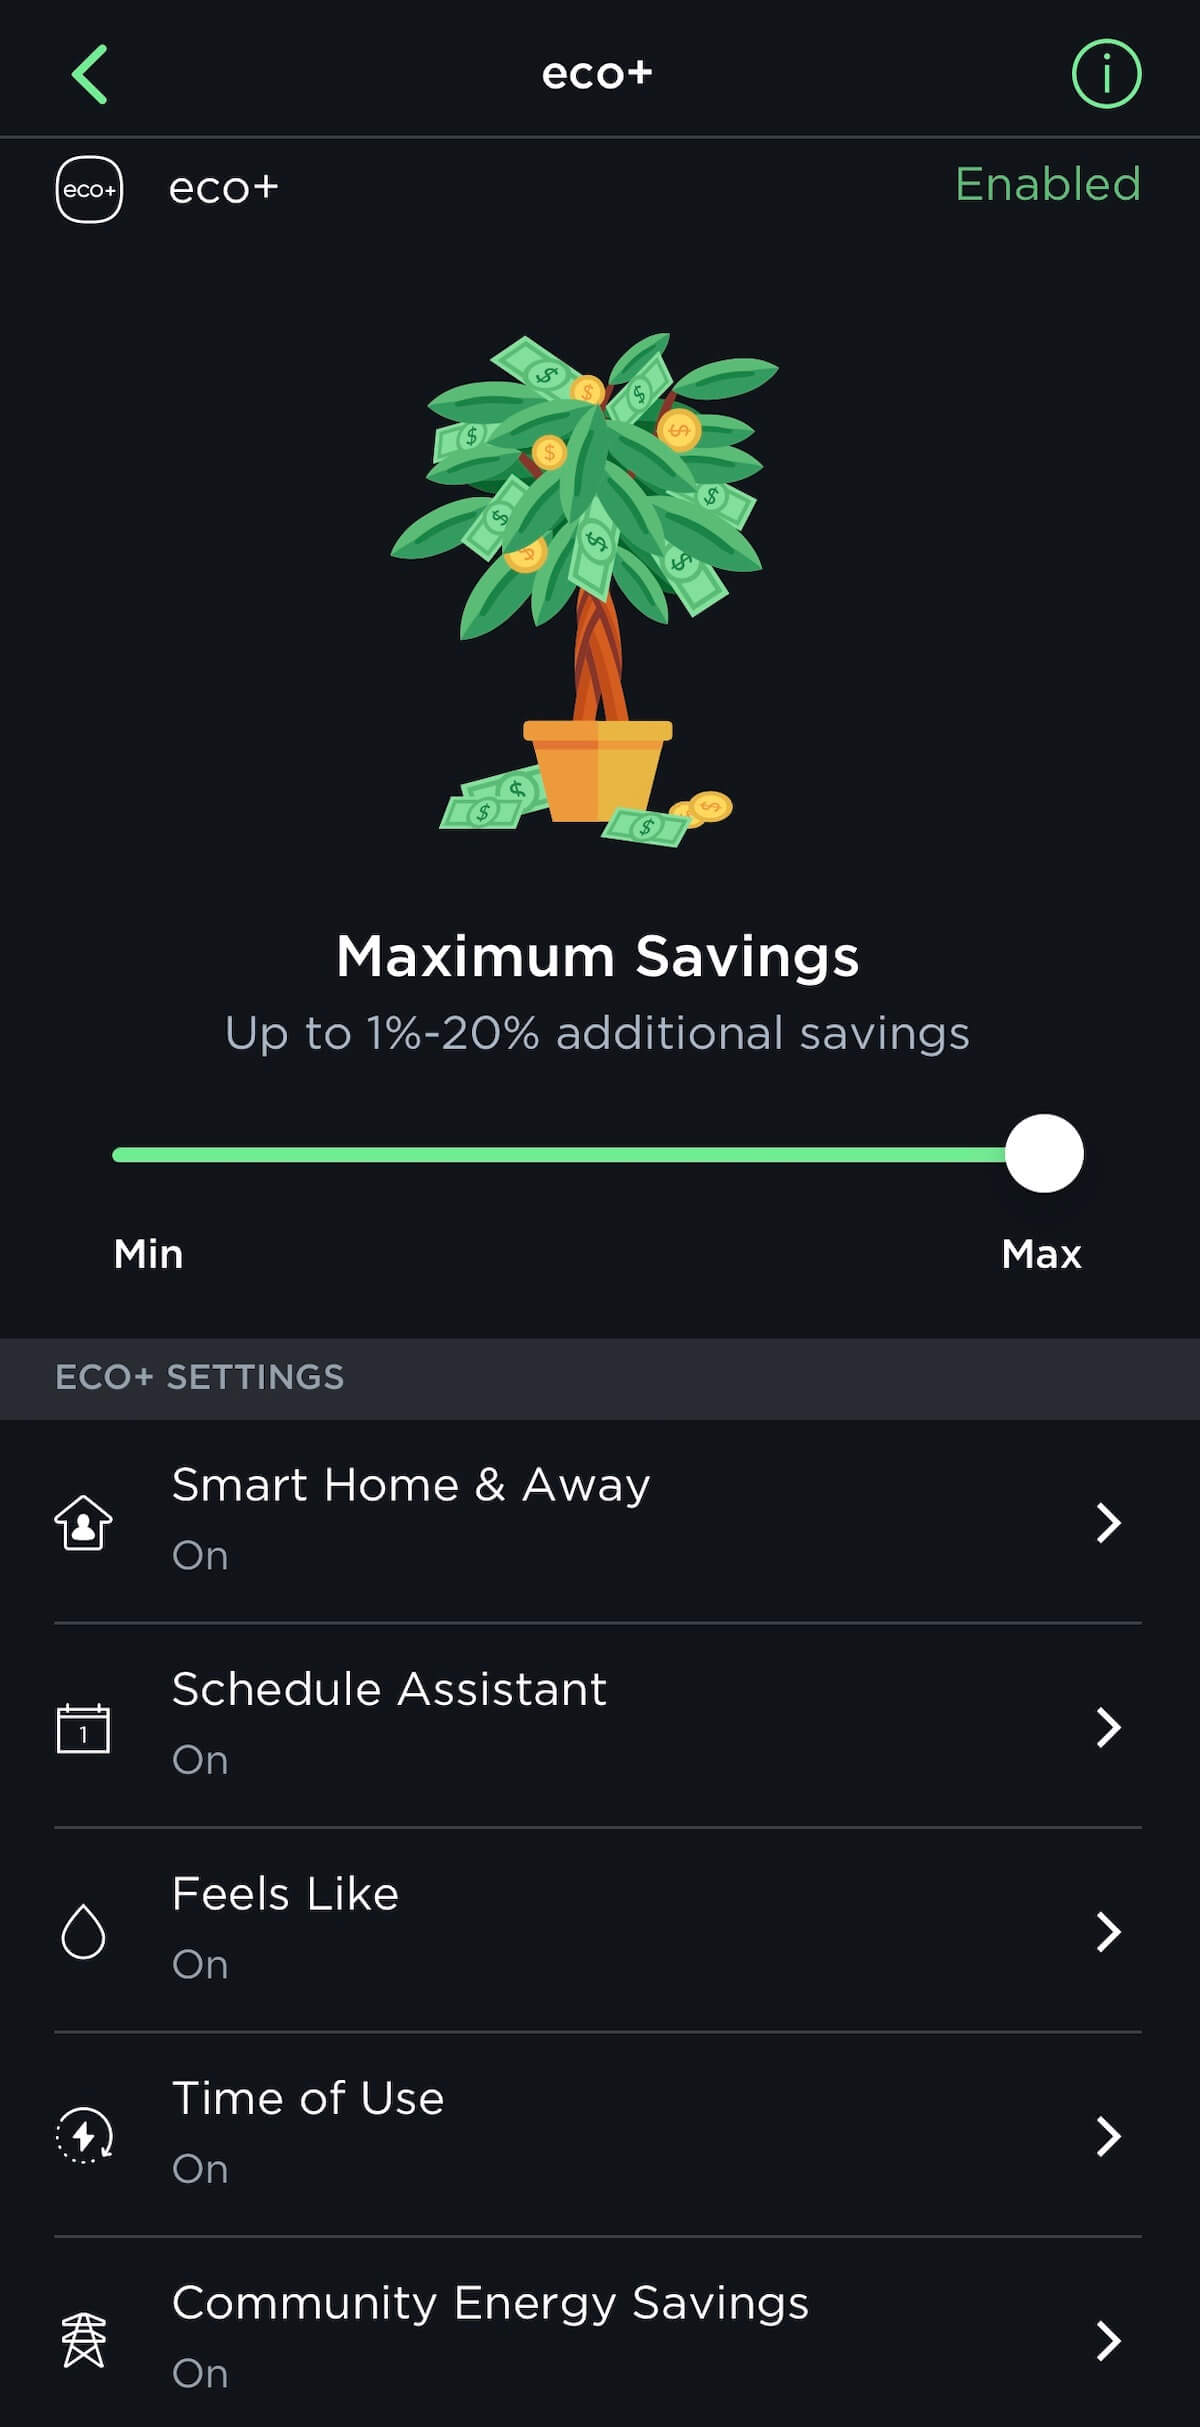 eco+
eco+ eco+ Enabled
Maximum Savings
Up to 1%-20% additional savings
Min Max
ECO+ SETTINGS
Smart Home & Away
On
1
Schedule Assistant
On
Feels Like
On
Time of Use
On
Community Energy Savings
On